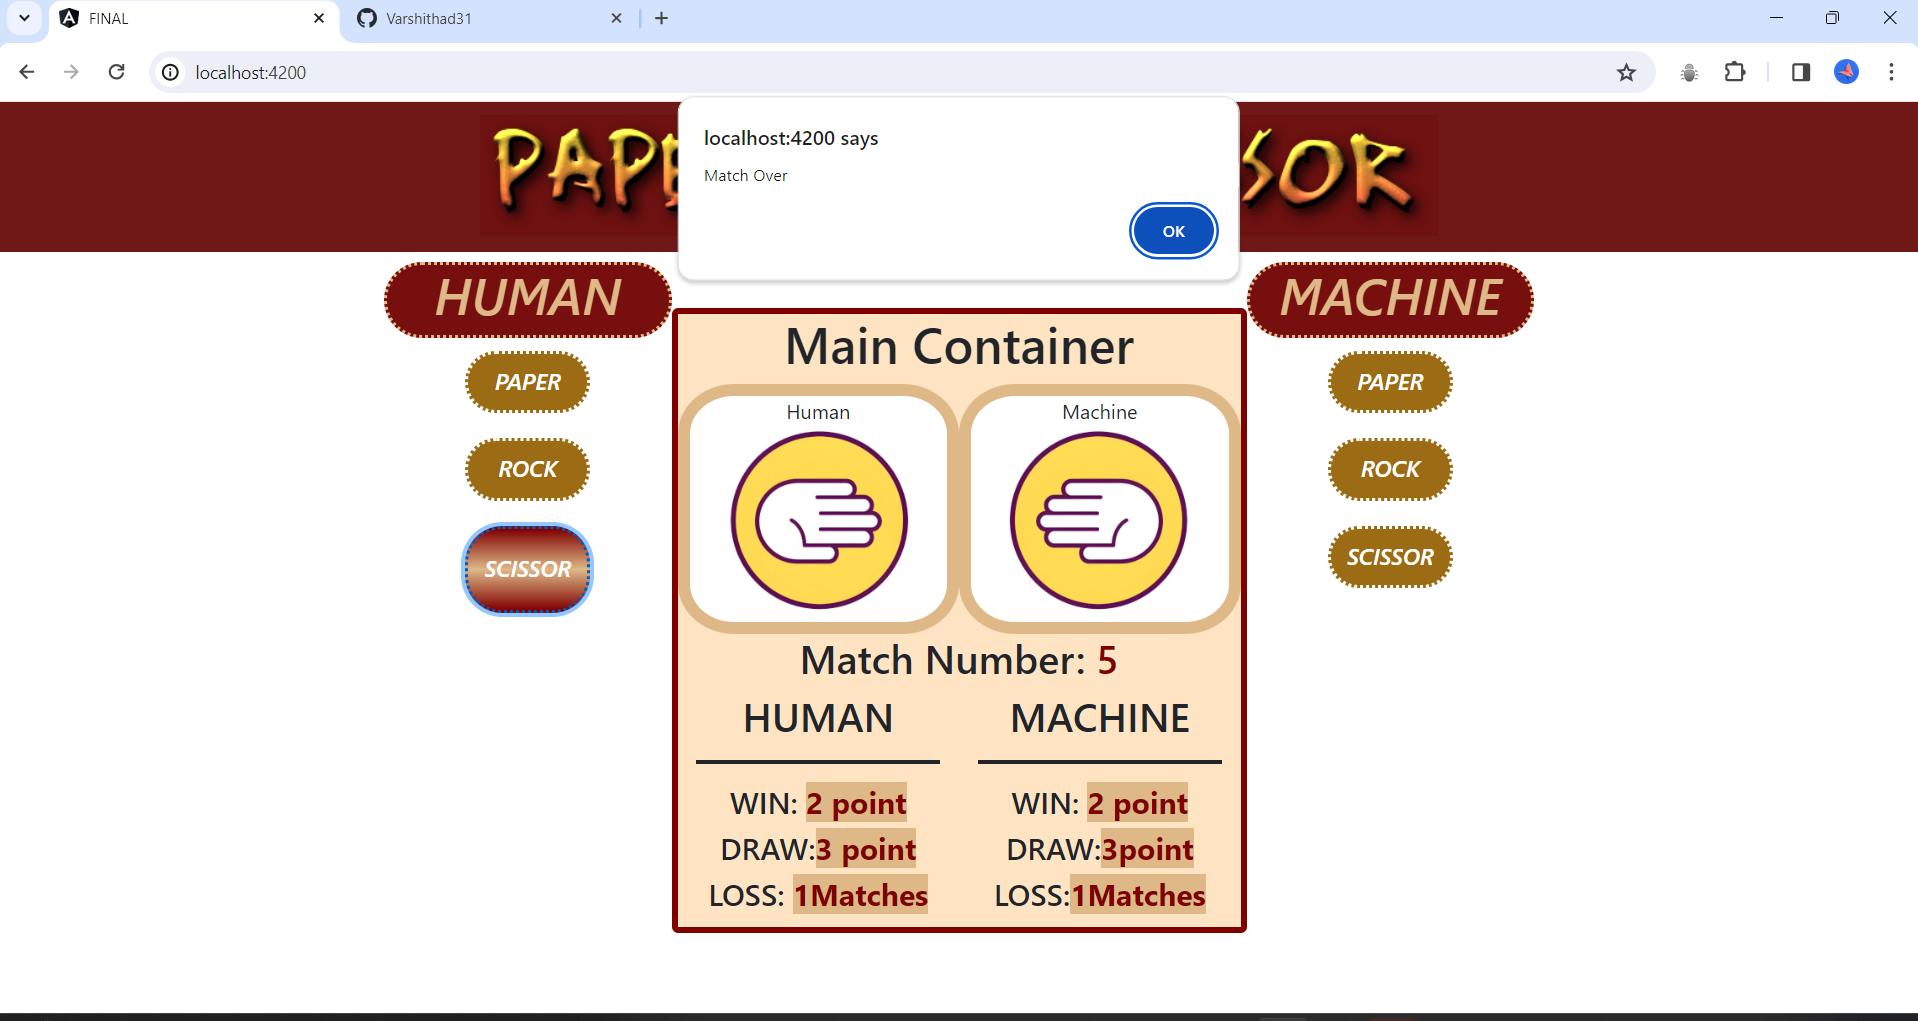 FINAL
Varshithad31
localhost:4200
PAP
SOR
localhost:4200 says
Match Over
OK
HUMAN
MACHINE
PAPER
ROCK
SCISSOR
Main Container
Human
Machine
PAPER
ROCK
SCISSOR
Match Number: 5
HUMAN
MACHINE
WIN: 2 point
WIN: 2 point
DRAW:3 point
DRAW:3point
LOSS: 1Matches
LOSS:1Matches